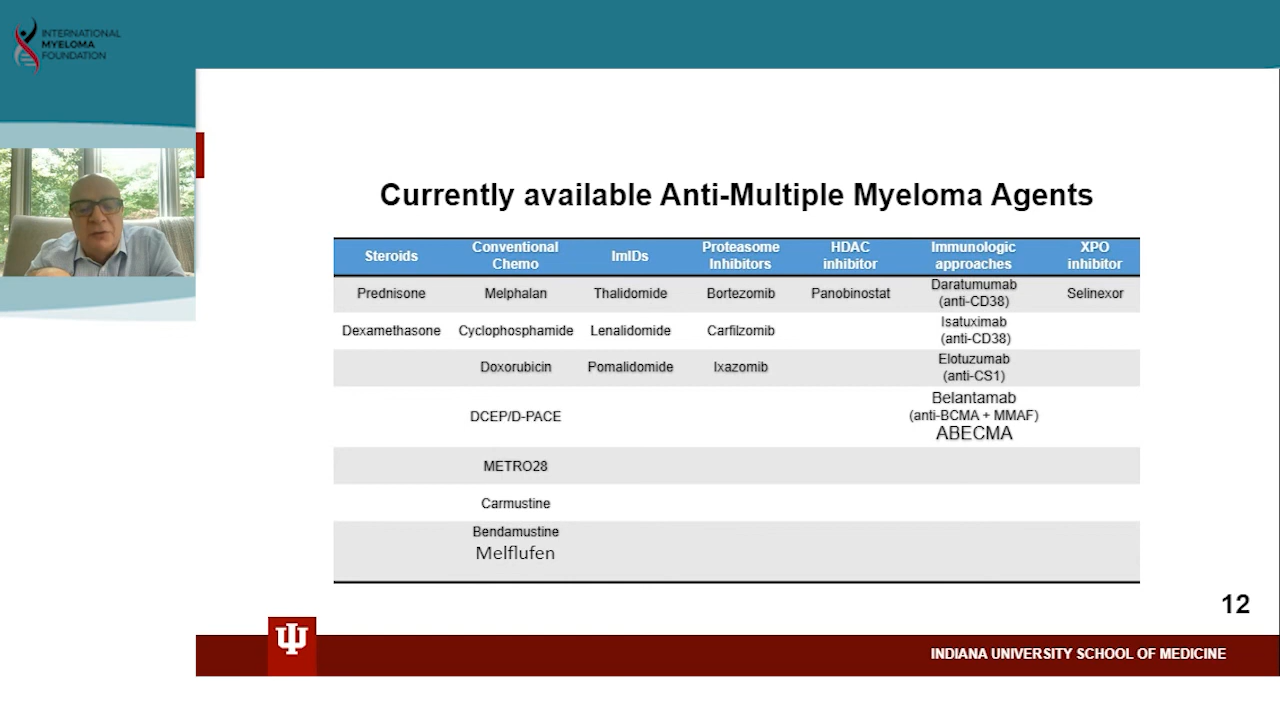 INTERNATIONAL
MYELOMA
FOUNDATION
Currently available Anti-Multiple Myeloma Agents
Steroids
Conventional
Chemo
ImIDs
Proteasome
Inhibitors
HDAC
inhibitor
Immunologic
approaches
XPO
inhibitor
Prednisone
Melphalan
Thalidomide
Bortezomib
Panobinostat
Daratumumab
(anti-CD38)
Selinexor
Dexamethasone
Cyclophosphamide
Lenalidomide
Carfilzomib
Isatuximab
(anti-CD38)
Doxorubicin
Pomalidomide
Ixazomib
Elotuzumab
(anti-CS1)
DCEP/D-PACE
Belantamab
(anti-BCMA + MMAF)
ABECMA
METRO28
Carmustine
Bendamustine
Melflufen
12
INDIANA UNIVERSITY SCHOOL OF MEDICINE